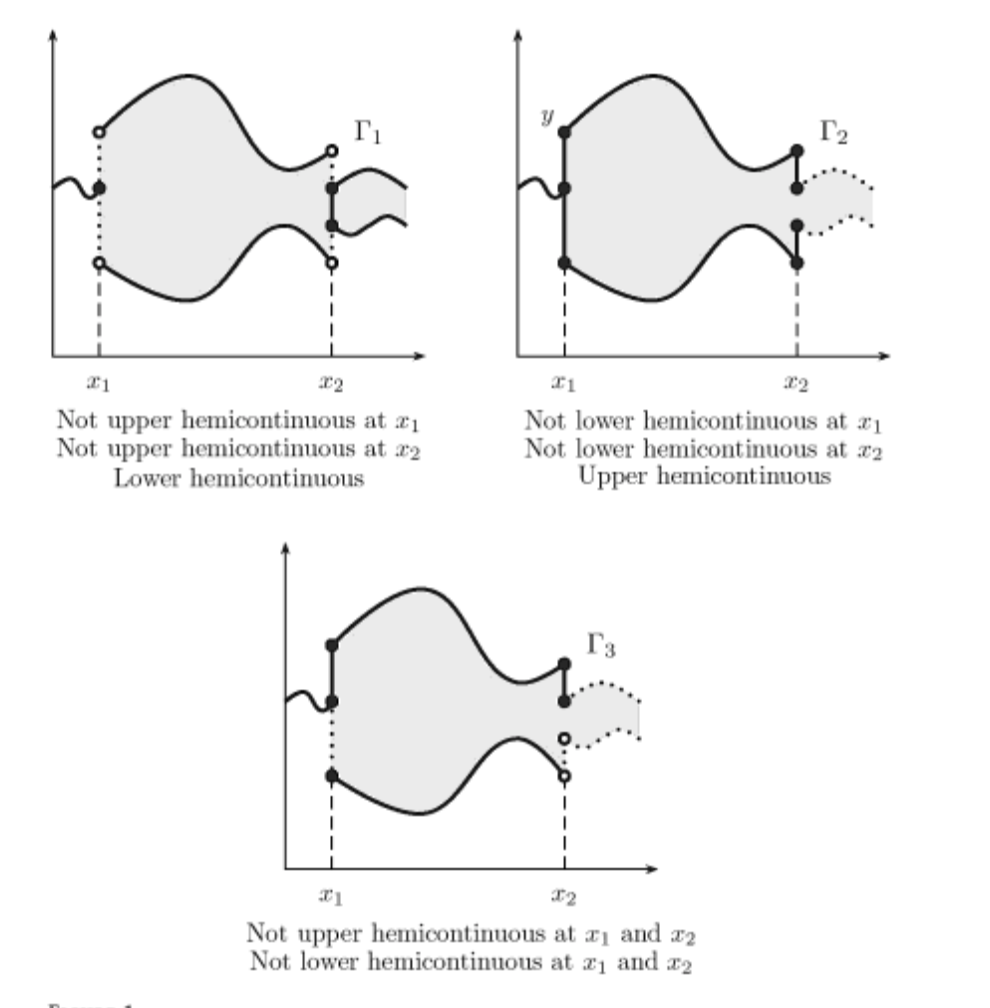 Γ₁
x₁ x₂
Not upper hemicontinuous at x₁
Not upper hemicontinuous at x₂
Lower hemicontinuous
y
Γ₂
x₁ x₂
Not lower hemicontinuous at x₁
Not lower hemicontinuous at x₂
Upper hemicontinuous
Γ₃
x₁ x₂
Not upper hemicontinuous at x₁ and x₂
Not lower hemicontinuous at x₁ and x₂